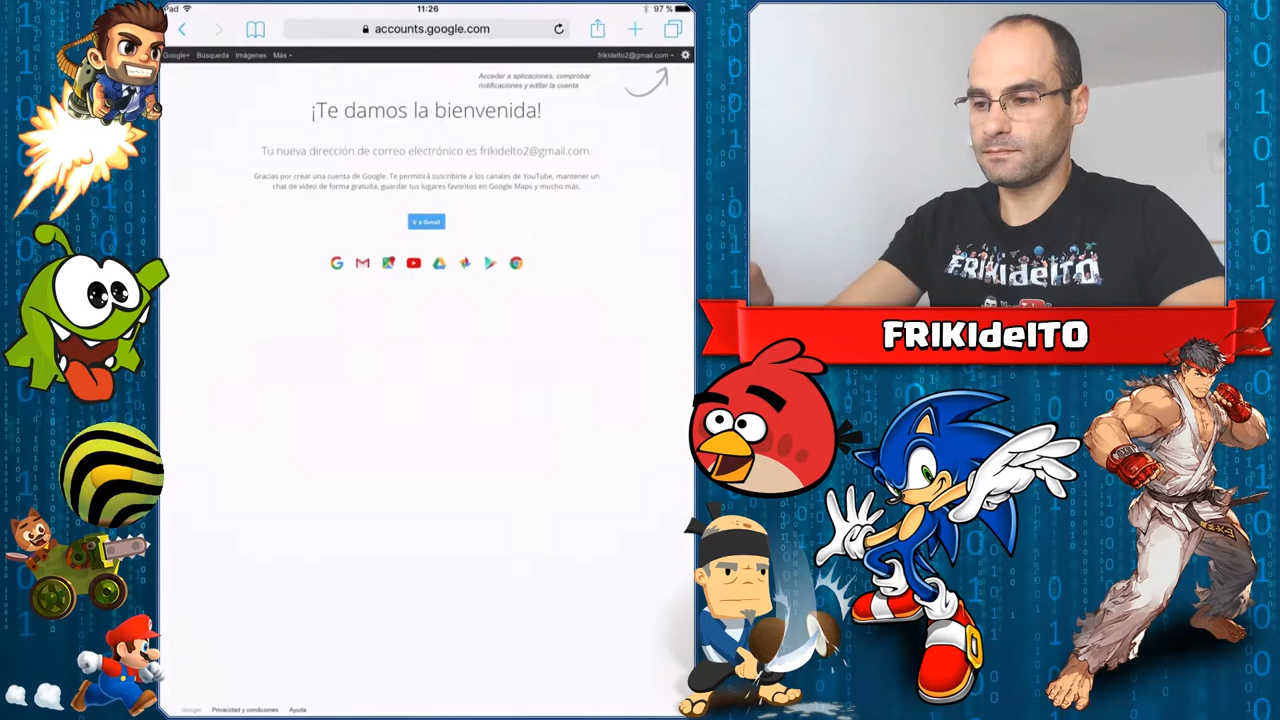 iPad
11:26
97 %
accounts.google.com
Google+ Búsqueda Imágenes Más
frikidelto2@gmail.com
Acceder a aplicaciones, comprobar
notificaciones y editar la cuenta
¡Te damos la bienvenida!
Tu nueva dirección de correo electrónico es frikidelto2@gmail.com.
Gracias por crear una cuenta de Google. Te permitirá suscribirte a los canales de YouTube, mantener un
chat de vídeo de forma gratuita, guardar tus lugares favoritos en Google Maps y mucho más.
Ir a Gmail
Google Privacidad y condiciones Ayuda
FRIKIdelTO
FRIKIdelTO